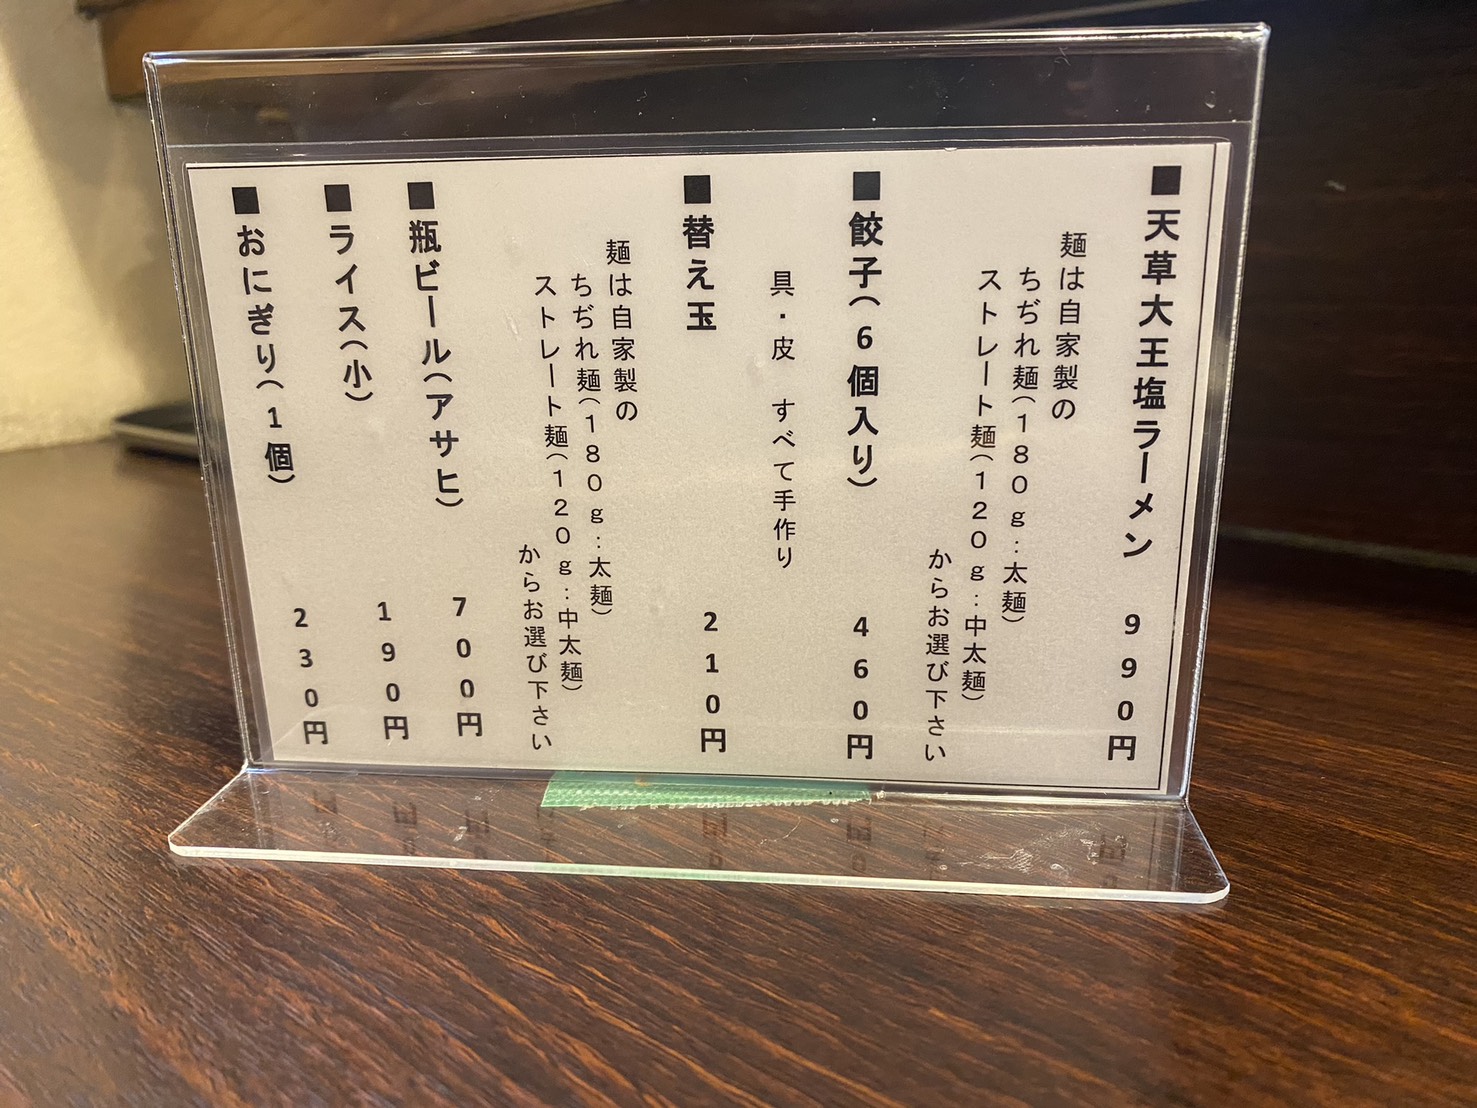 ■天草大王塩ラーメン 990円
麺は自家製の
ちぢれ麺(180g:太麺)
ストレート麺(120g:中太麺)
からお選び下さい
■餃子(6個入り) 460円
具・皮 すべて手作り
■替え玉 210円
麺は自家製の
ちぢれ麺(180g:太麺)
ストレート麺(120g:中太麺)
からお選び下さい
■瓶ビール(アサヒ) 700円
■ライス(小) 190円
■おにぎり(1個) 230円